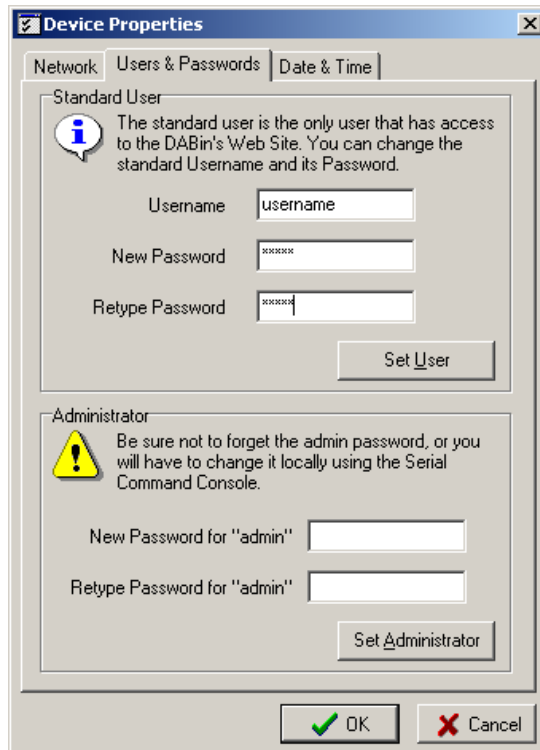 Device Properties
Network
Users & Passwords
Date & Time
Standard User
The standard user is the only user that has access
to the DABin's Web Site. You can change the
standard Username and its Password.
Username
username
New Password
*****
Retype Password
*****
Set User
Administrator
Be sure not to forget the admin password, or you
will have to change it locally using the Serial
Command Console.
New Password for "admin"
Retype Password for "admin"
Set Administrator
OK
Cancel